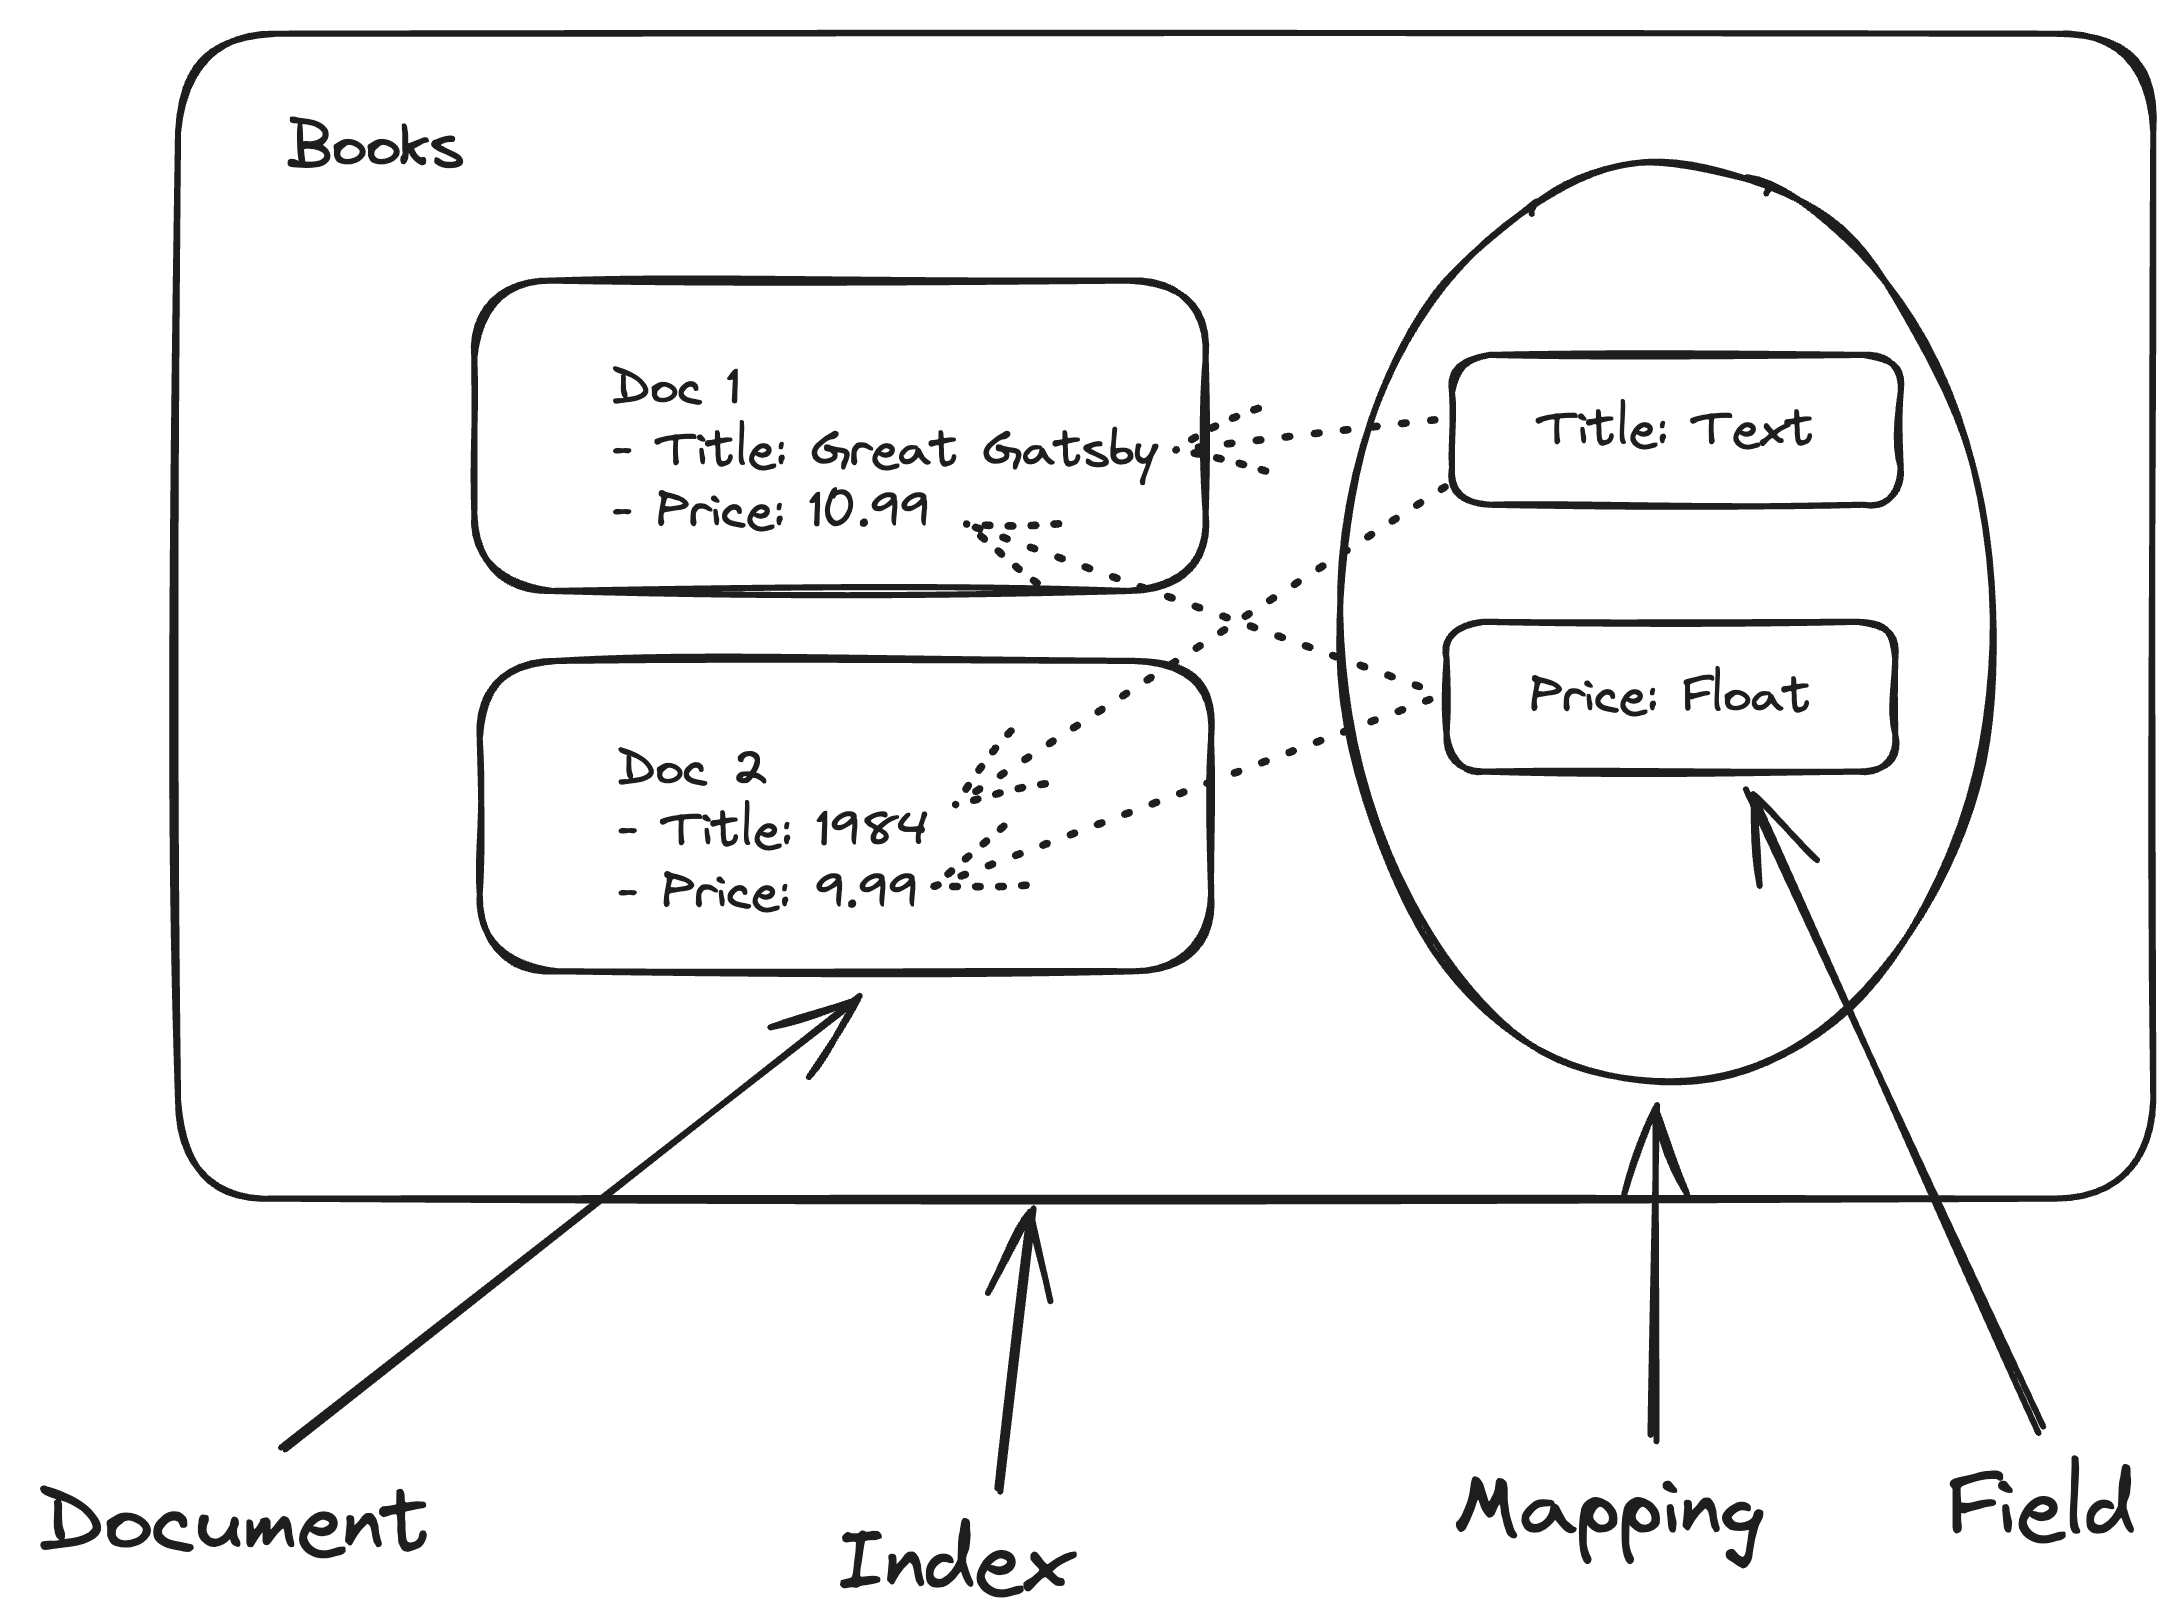 Books
Doc 1
- Title: Great Gatsby
- Price: 10.99
Doc 2
- Title: 1984
- Price: 9.99
Title: Text
Price: Float
Document
Index
Mapping
Field